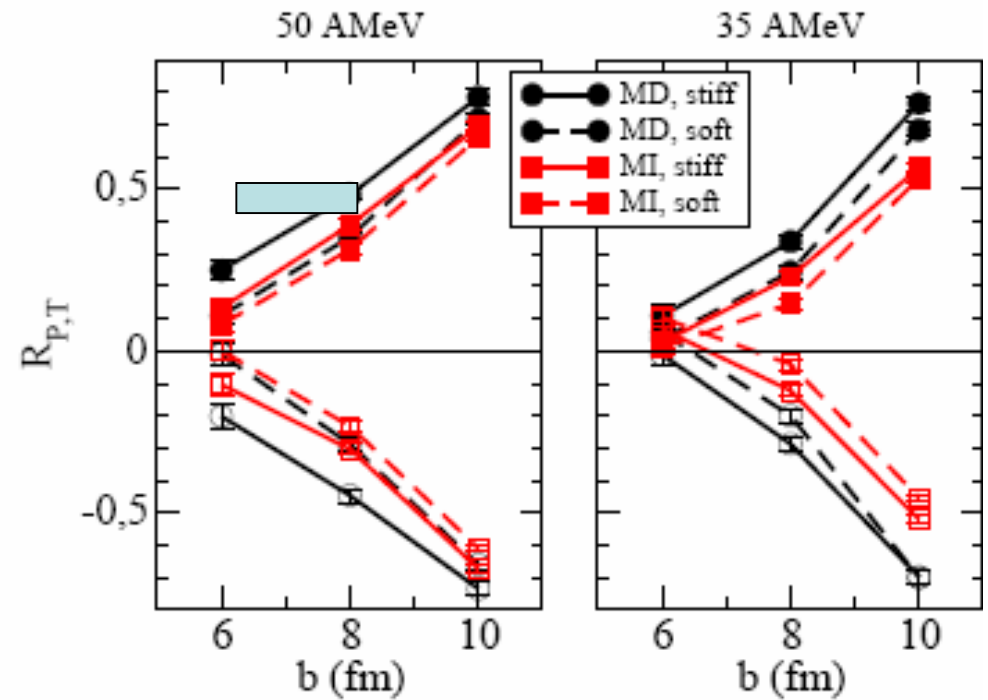 50 AMeV
35 AMeV
MD, stiff
MD, soft
MI, stiff
MI, soft
0,5
0
-0,5
R_P,T
6 8 10
6 8 10
b (fm)
b (fm)